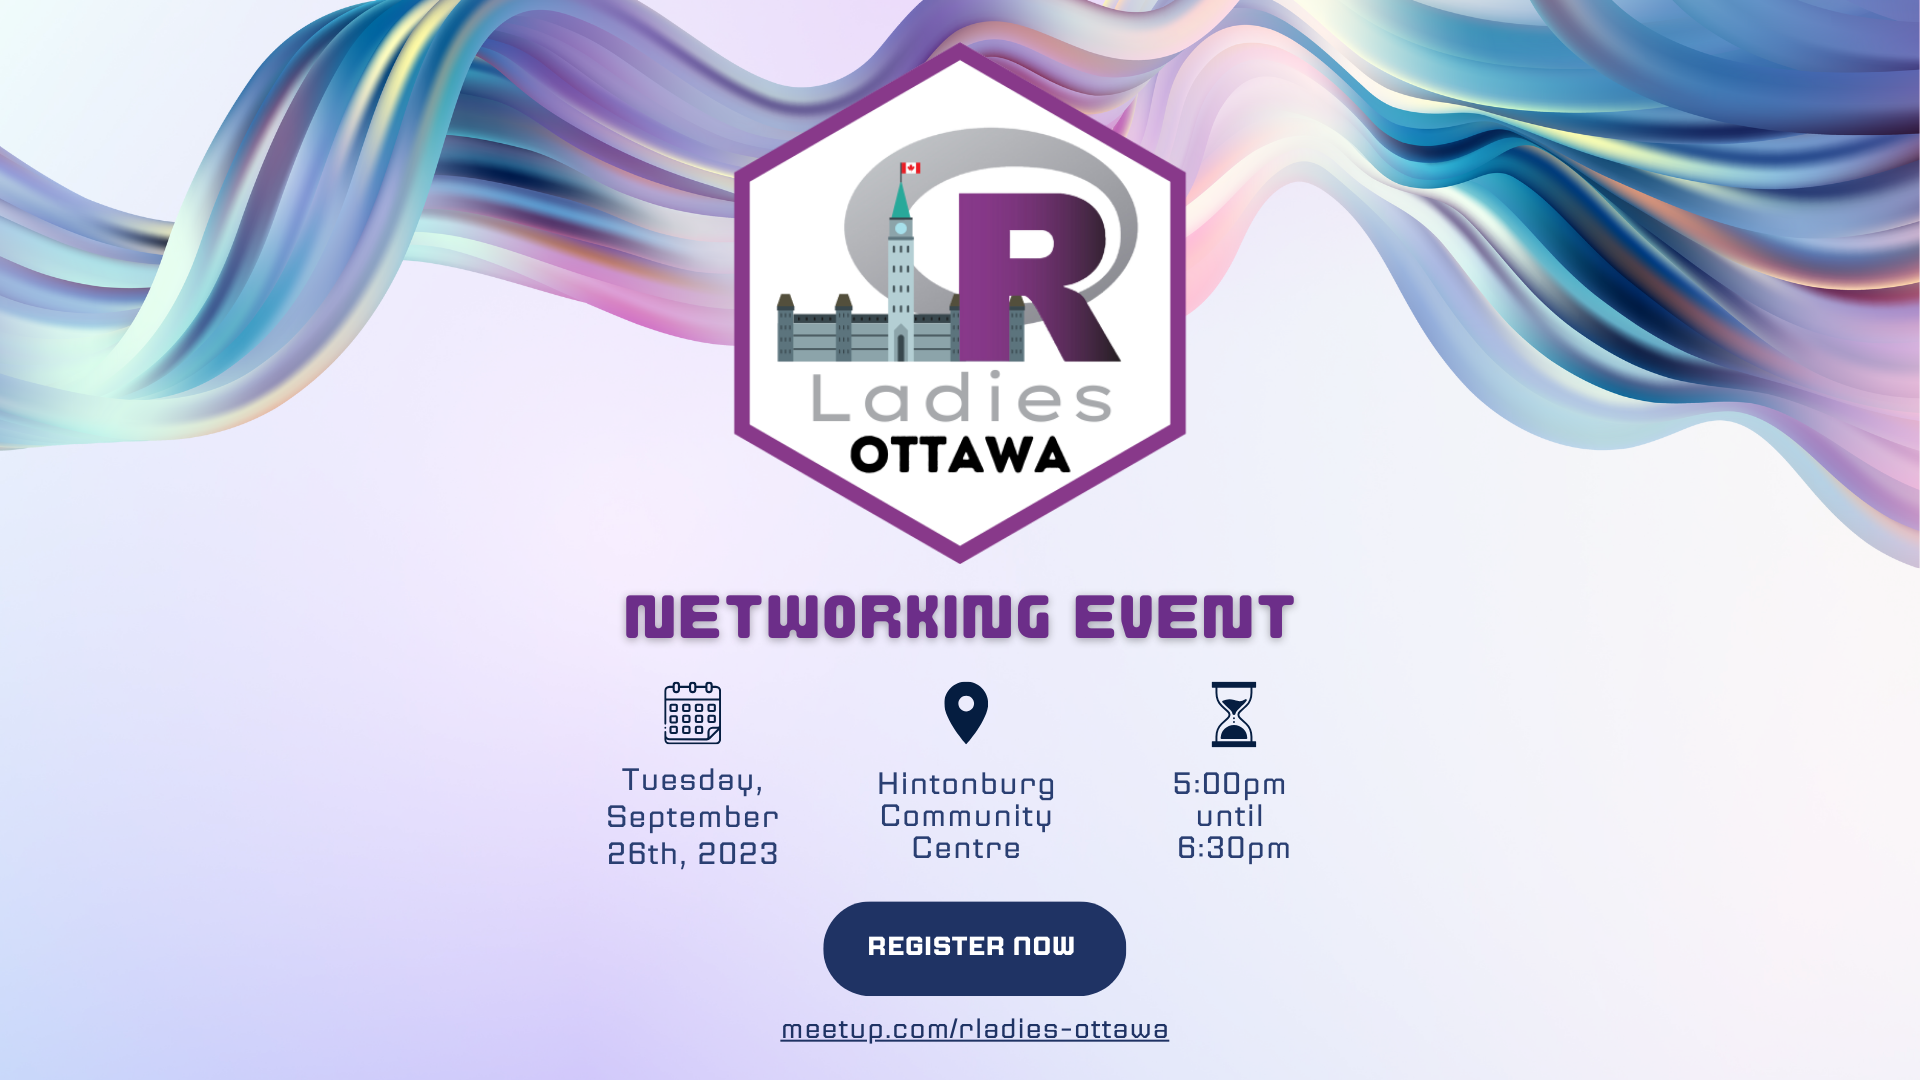 R
Ladies
OTTAWA
NETWORKING EVENT
Tuesday,
September
26th, 2023
Hintonburg
Community
Centre
5:00pm
until
6:30pm
REGISTER NOW
meetup.com/rladies-ottawa